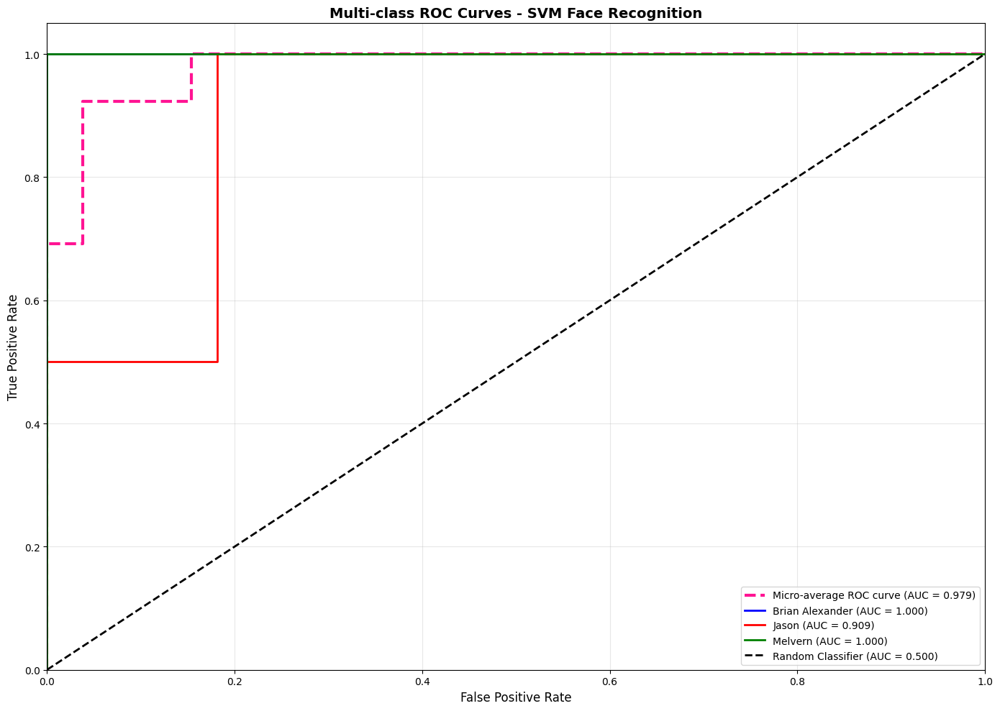 Multi-class ROC Curves - SVM Face Recognition
True Positive Rate
1.0
0.8
0.6
0.4
0.2
0.0
Micro-average ROC curve (AUC = 0.979)
Brian Alexander (AUC = 1.000)
Jason (AUC = 0.909)
Melvern (AUC = 1.000)
Random Classifier (AUC = 0.500)
0.0 0.2 0.4 0.6 0.8 1.0
False Positive Rate